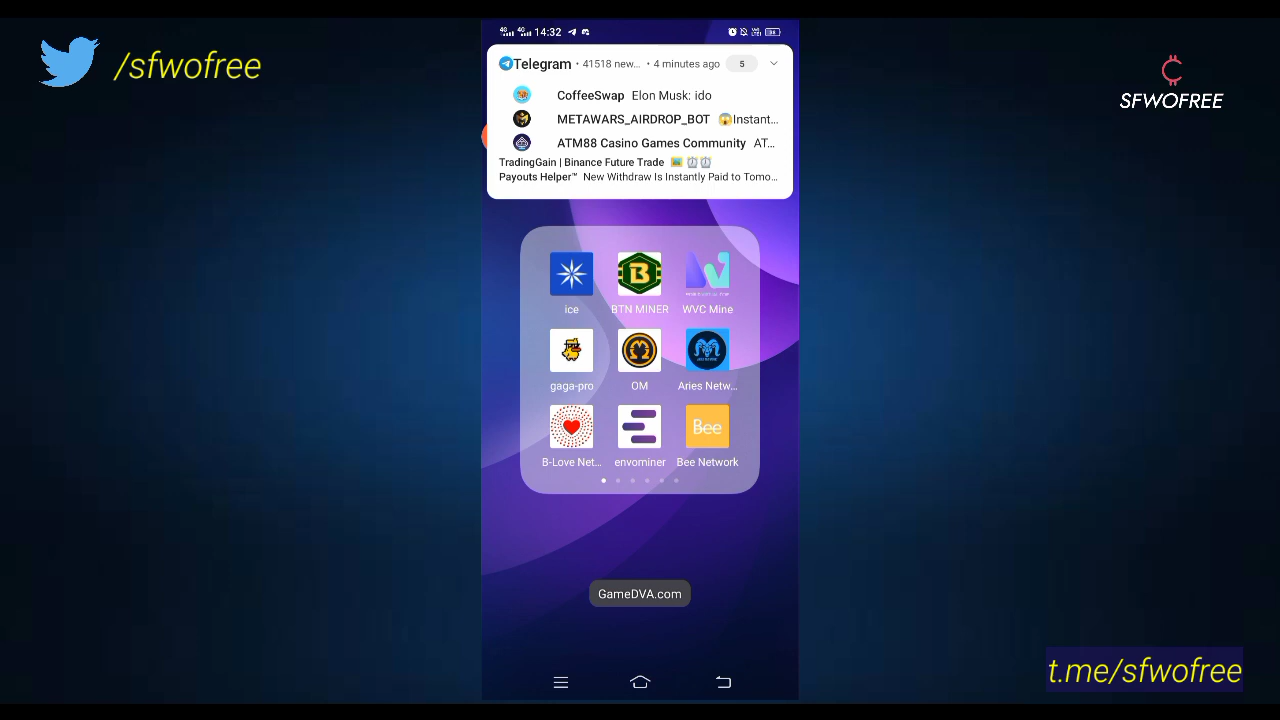 /sfwofree
SFWOFREE
4G 4G 14:32
Telegram • 41518 new... • 4 minutes ago 5
CoffeeSwap Elon Musk: ido
METAWARS_AIRDROP_BOT 😱Instant...
ATM88 Casino Games Community AT...
TradingGain | Binance Future Trade 🖼 ⏰⏰
Payouts Helper™ New Withdraw Is Instantly Paid to Tomo...
ice BTN MINER WVC Mine
gaga-pro OM Aries Netw...
Bee
B-Love Net... envominer Bee Network
GameDVA.com
t.me/sfwofree